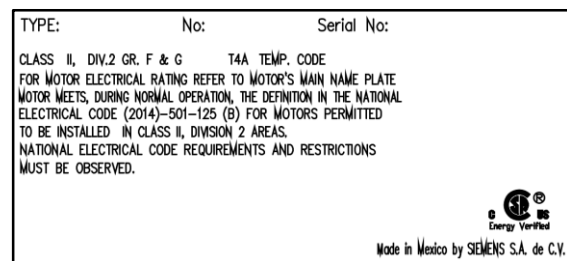 TYPE: No: Serial No:
CLASS II, DIV.2 GR. F & G T4A TEMP. CODE
FOR MOTOR ELECTRICAL RATING REFER TO MOTOR'S MAIN NAME PLATE
MOTOR MEETS, DURING NORMAL OPERATION, THE DEFINITION IN THE NATIONAL
ELECTRICAL CODE (2014)-501-125 (B) FOR MOTORS PERMITTED
TO BE INSTALLED IN CLASS II, DIVISION 2 AREAS.
NATIONAL ELECTRICAL CODE REQUIREMENTS AND RESTRICTIONS
MUST BE OBSERVED.
C SA ® US
Energy Verified
Made in Mexico by SIEMENS S.A. de C.V.